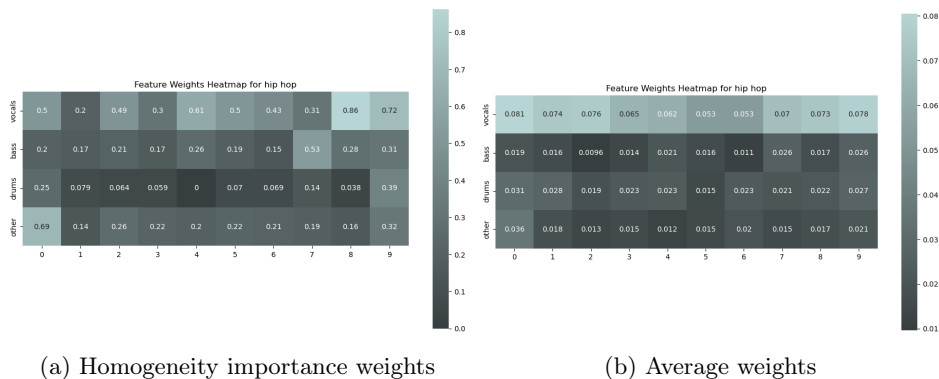 Feature Weights Heatmap for hip hop
vocals 0.5 0.2 0.49 0.3 0.61 0.5 0.43 0.31 0.86 0.72
bass 0.2 0.17 0.21 0.17 0.26 0.19 0.15 0.53 0.28 0.31
drums 0.25 0.079 0.064 0.059 0 0.07 0.069 0.14 0.038 0.39
other 0.69 0.14 0.26 0.22 0.2 0.22 0.21 0.19 0.16 0.32
0 1 2 3 4 5 6 7 8 9
0.8
0.7
0.6
0.5
0.4
0.3
0.2
0.1
0.0
(a) Homogeneity importance weights
Feature Weights Heatmap for hip hop
vocals 0.081 0.074 0.076 0.065 0.062 0.053 0.053 0.07 0.073 0.078
bass 0.019 0.016 0.0096 0.014 0.021 0.016 0.011 0.026 0.017 0.026
drums 0.031 0.028 0.019 0.023 0.023 0.015 0.023 0.021 0.022 0.027
other 0.036 0.018 0.013 0.015 0.012 0.015 0.02 0.015 0.017 0.021
0 1 2 3 4 5 6 7 8 9
0.08
0.07
0.06
0.05
0.04
0.03
0.02
0.01
(b) Average weights